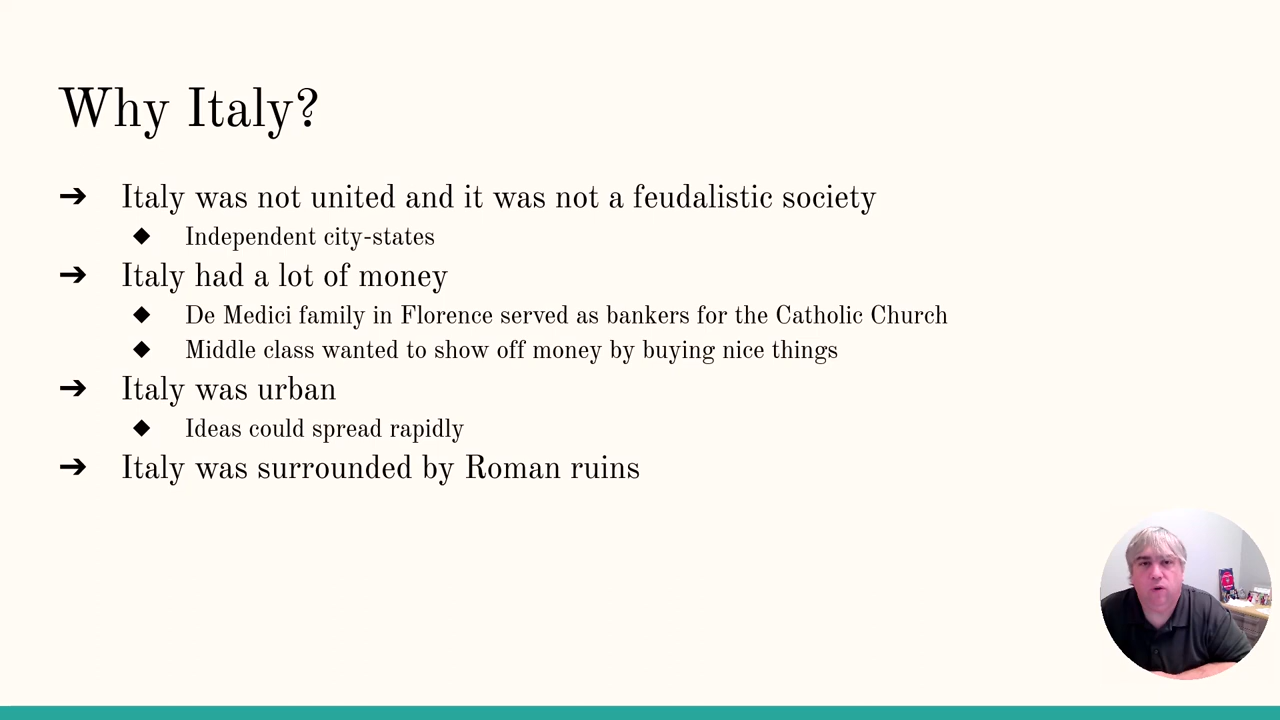 Why Italy?
➔ Italy was not united and it was not a feudalistic society
◆ Independent city-states
➔ Italy had a lot of money
◆ De Medici family in Florence served as bankers for the Catholic Church
◆ Middle class wanted to show off money by buying nice things
➔ Italy was urban
◆ Ideas could spread rapidly
➔ Italy was surrounded by Roman ruins